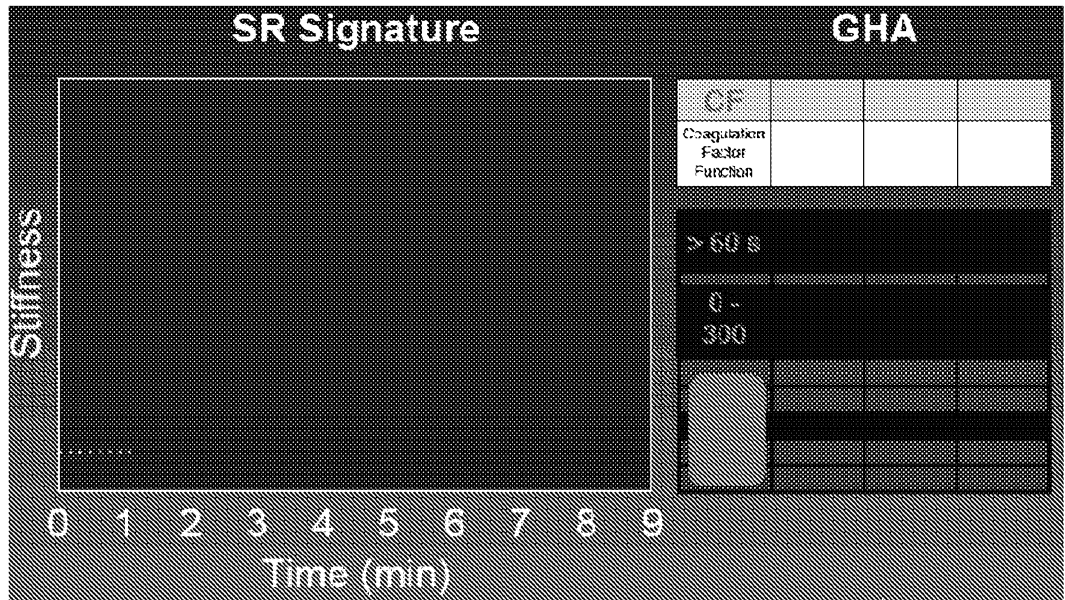 SR Signature
GHA
CF
Coagulation
Factor
Function
> 60 s
0 -
300
Stiffness
0 1 2 3 4 5 6 7 8 9
Time (min)